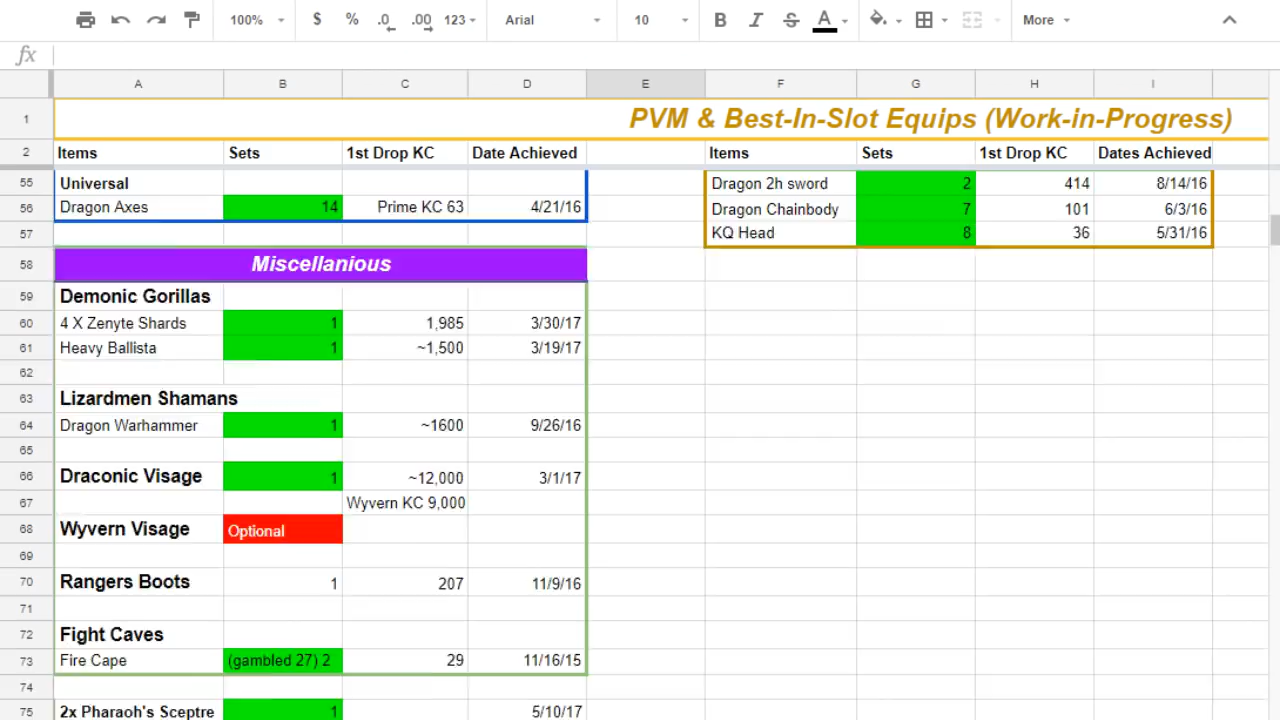 100% $ % .0 .00 123 Arial 10 B I S A More
fx
A B C D E F G H I
1 PVM & Best-In-Slot Equips (Work-in-Progress)
2 Items Sets 1st Drop KC Date Achieved Items Sets 1st Drop KC Dates Achieved
55 Universal Dragon 2h sword 2 414 8/14/16
56 Dragon Axes 14 Prime KC 63 4/21/16 Dragon Chainbody 7 101 6/3/16
57 KQ Head 8 36 5/31/16
58 Miscellanious
59 Demonic Gorillas
60 4 X Zenyte Shards 1 1,985 3/30/17
61 Heavy Ballista 1 ~1,500 3/19/17
62
63 Lizardmen Shamans
64 Dragon Warhammer 1 ~1600 9/26/16
65
66 Draconic Visage 1 ~12,000 3/1/17
67 Wyvern KC 9,000
68 Wyvern Visage Optional
69
70 Rangers Boots 1 207 11/9/16
71
72 Fight Caves
73 Fire Cape (gambled 27) 2 29 11/16/15
74
75 2x Pharaoh's Sceptre 1 5/10/17